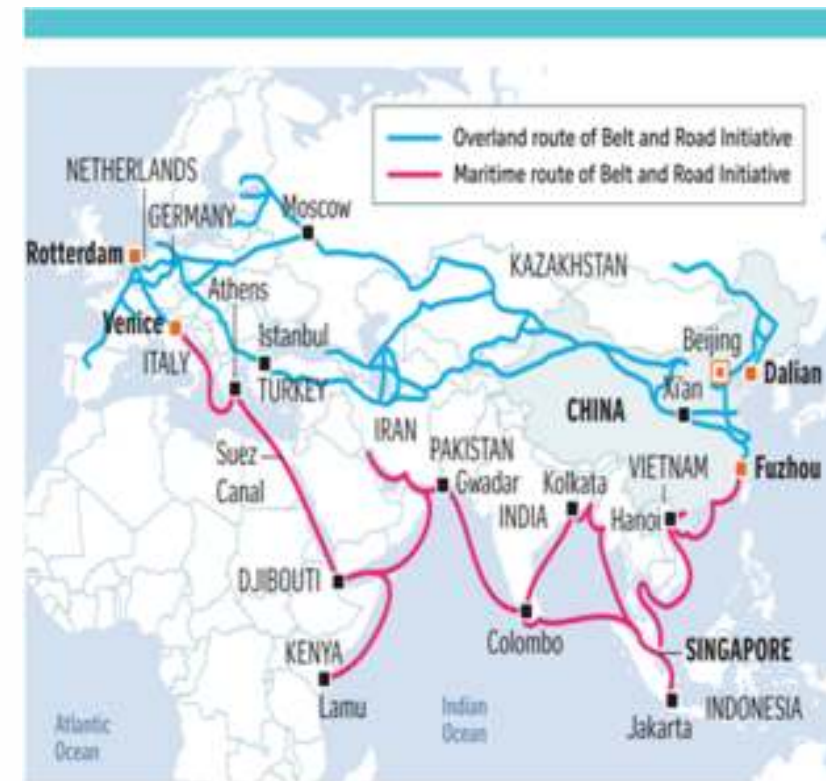 Overland route of Belt and Road Initiative
Maritime route of Belt and Road Initiative
NETHERLANDS
GERMANY
Moscow
Rotterdam
KAZAKHSTAN
Athens
Venice
Istanbul
Beijing
ITALY
TURKEY
Xi'an
Dalian
CHINA
IRAN
PAKISTAN
Suez
Canal
Gwadar
Kolkata
VIETNAM
Fuzhou
INDIA
Hanoi
DJIBOUTI
Colombo
KENYA
SINGAPORE
Lamu
Indian
Ocean
Jakarta
INDONESIA
Atlantic
Ocean